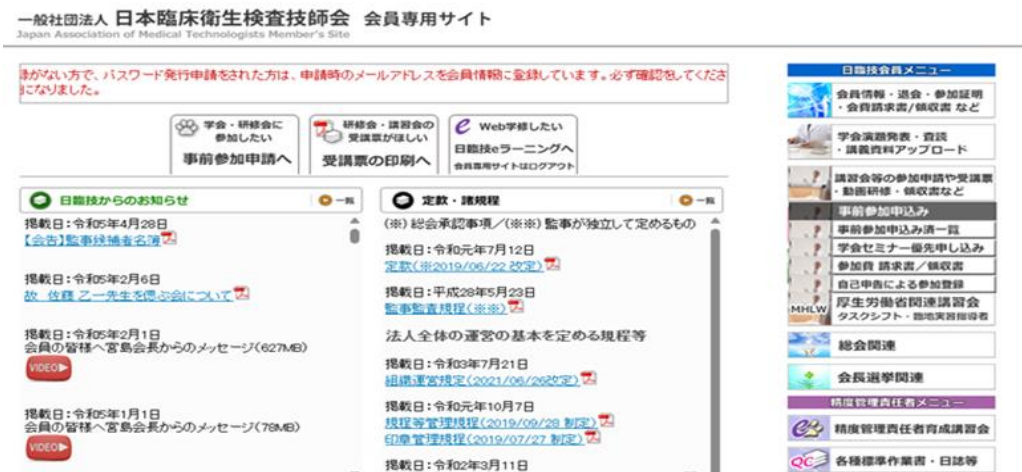 一般社団法人 日本臨床衛生検査技師会 会員専用サイト
Japan Association of Medical Technologists Member's Site
がない方で、パスワード発行申請をされた方は、申請時のメールアドレスを会員情報に登録しています。必ず確認をしてくださ
になりました。
学会・研修会に
参加したい
事前参加申請へ
研修会・講習会の
受講票がほしい
受講票の印刷へ
Web学修したい
日臨技eラーニングへ
会員専用サイトはログアウト
日臨技からのお知らせ
一覧
掲載日：令和5年4月28日
【会告】監事候補者名簿
掲載日：令和5年2月6日
故 佐藤 乙一先生を偲ぶ会について
掲載日：令和5年2月1日
会員の皆様へ宮島会長からのメッセージ(627MB)
VIDEO
掲載日：令和5年1月1日
会員の皆様へ宮島会長からのメッセージ(78MB)
VIDEO
定款・諸規程
一覧
(※) 総会承認事項／(※※) 監事が独立して定めるもの
掲載日：令和元年7月12日
定款(※2019/06/22 改定)
掲載日：平成28年5月23日
監事監査規程(※※)
法人全体の運営の基本を定める規程等
掲載日：令和3年7月21日
組織運営規定(2021/06/26改定)
掲載日：令和元年10月7日
規程等管理規程(2019/09/28 制定)
印章管理規程(2019/07/27 制定)
掲載日：令和02年3月11日
日臨技会員メニュー
会員情報・退会・参加証明
・会費請求書/領収書 など
学会演題発表・査読
・講義資料アップロード
講習会等の参加申請や受講票
・動画研修・領収書など
事前参加申込み
事前参加申込み済一覧
学会セミナー優先申し込み
参加費 請求書／領収書
自己申告による参加登録
MHLW
厚生労働省関連講習会
タスクシフト・臨地実習指導者
総会関連
会長選挙関連
精度管理責任者メニュー
精度管理責任者育成講習会
QC
各種標準作業書・日誌等